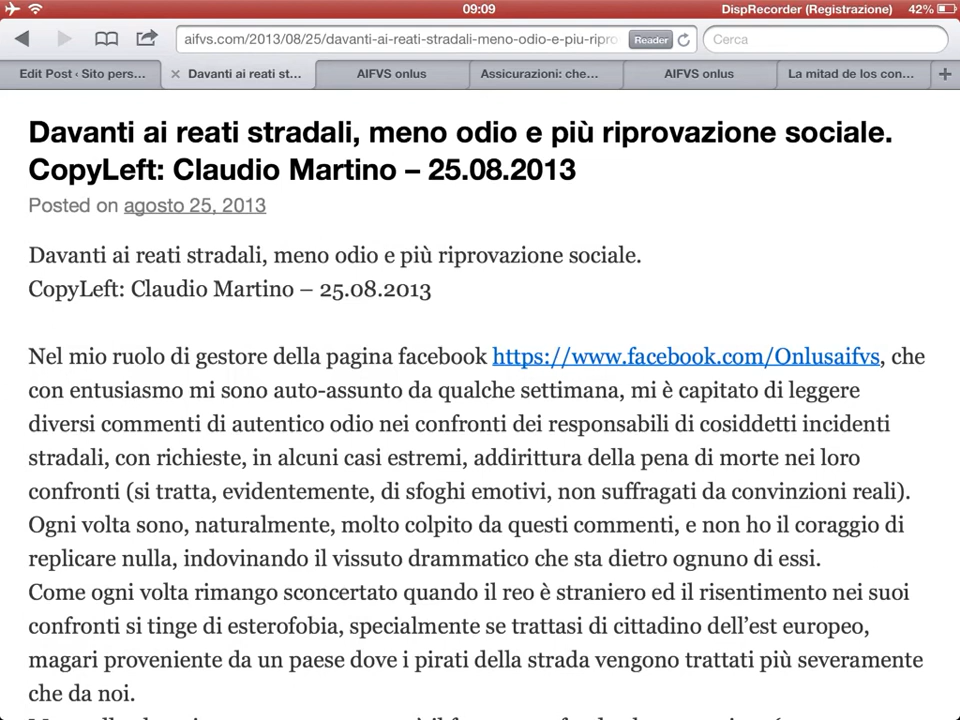 09:09
DispRecorder (Registrazione) 42%
aifvs.com/2013/08/25/davanti-ai-reati-stradali-meno-odio-e-piu-ripro
Reader
Cerca
Edit Post ‹ Sito pers...
Davanti ai reati st...
AIFVS onlus
Assicurazioni: che...
AIFVS onlus
La mitad de los con...
Davanti ai reati stradali, meno odio e più riprovazione sociale.
CopyLeft: Claudio Martino – 25.08.2013
Posted on agosto 25, 2013
Davanti ai reati stradali, meno odio e più riprovazione sociale.
CopyLeft: Claudio Martino – 25.08.2013
Nel mio ruolo di gestore della pagina facebook https://www.facebook.com/Onlusaifvs, che
con entusiasmo mi sono auto-assunto da qualche settimana, mi è capitato di leggere
diversi commenti di autentico odio nei confronti dei responsabili di cosiddetti incidenti
stradali, con richieste, in alcuni casi estremi, addirittura della pena di morte nei loro
confronti (si tratta, evidentemente, di sfoghi emotivi, non suffragati da convinzioni reali).
Ogni volta sono, naturalmente, molto colpito da questi commenti, e non ho il coraggio di
replicare nulla, indovinando il vissuto drammatico che sta dietro ognuno di essi.
Come ogni volta rimango sconcertato quando il reo è straniero ed il risentimento nei suoi
confronti si tinge di esterofobia, specialmente se trattasi di cittadino dell'est europeo,
magari proveniente da un paese dove i pirati della strada vengono trattati più severamente
che da noi.